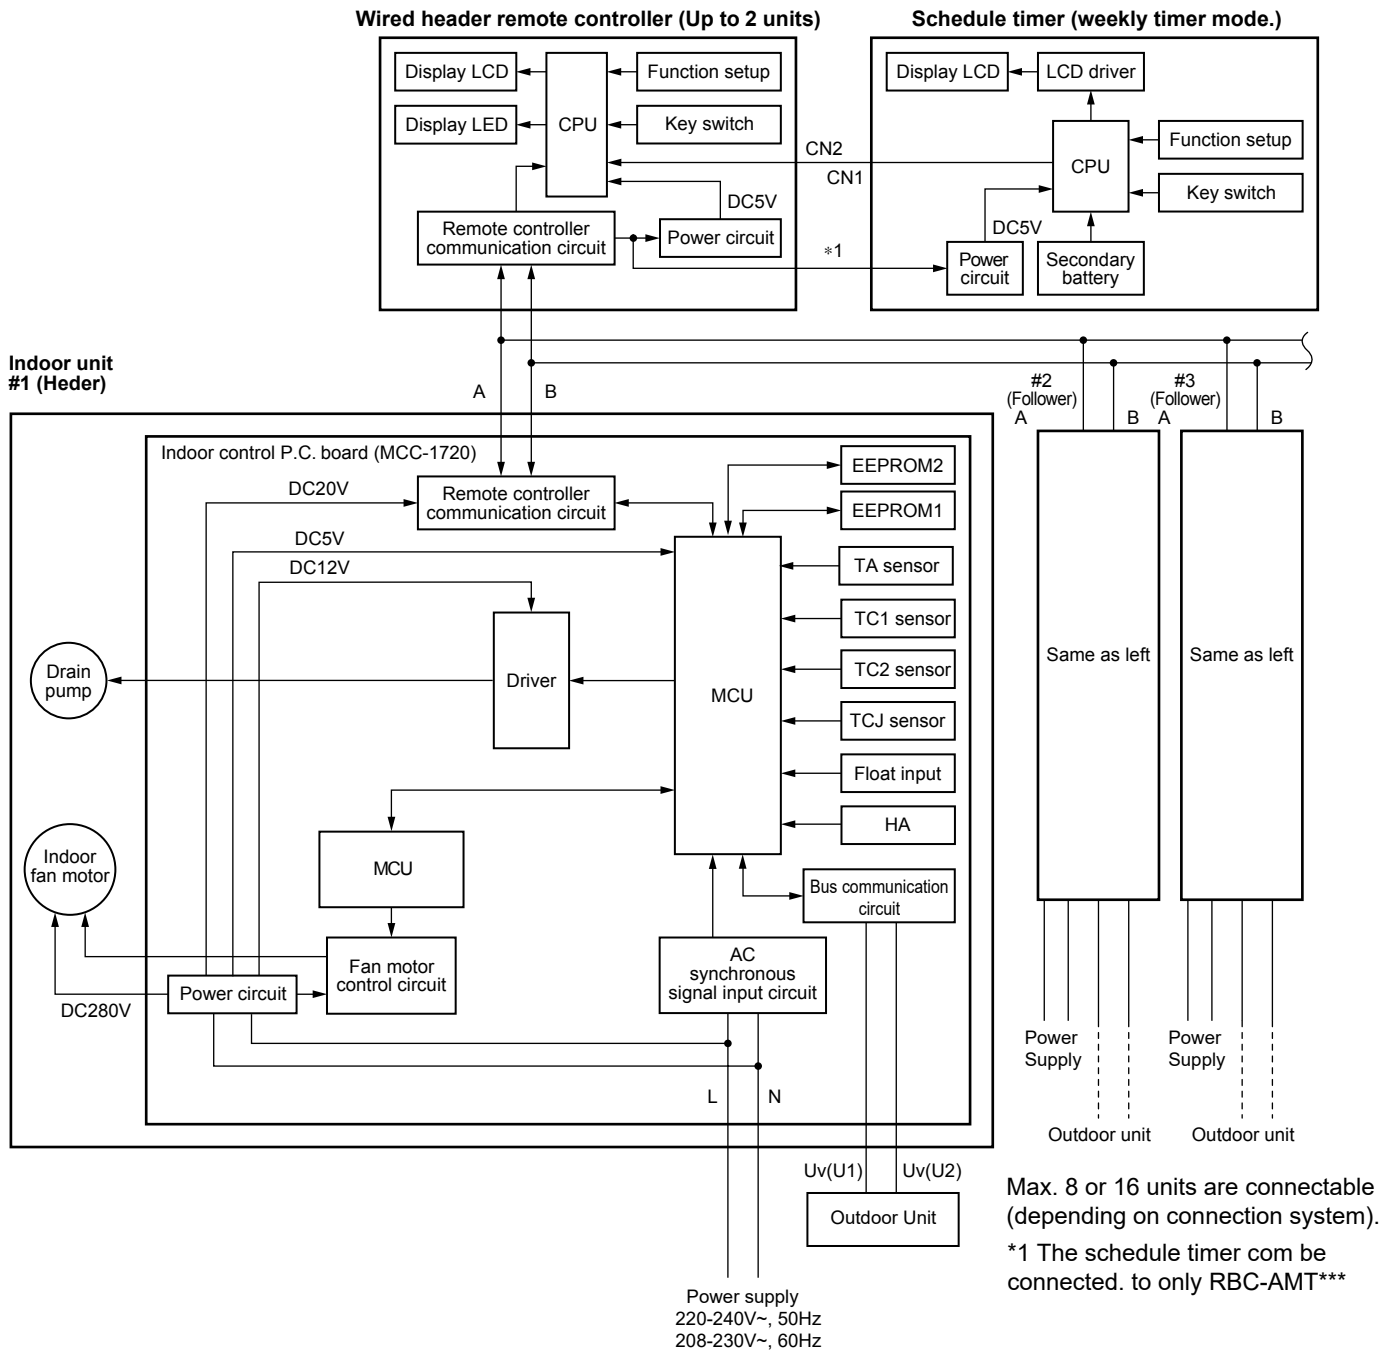 Wired header remote controller (Up to 2 units)
Schedule timer (weekly timer mode.)
Display LCD
CPU
Function setup
Display LED
Key switch
DC5V
Remote controller
communication circuit
Power circuit
CN2
CN1
*1
Display LCD
LCD driver
CPU
Function setup
Key switch
DC5V
Power
circuit
Secondary
battery
Indoor unit
#1 (Heder)
A
B
#2
(Follower)
A
B
#3
(Follower)
A
B
Indoor control P.C. board (MCC-1720)
DC20V
Remote controller
communication circuit
DC5V
DC12V
EEPROM2
EEPROM1
TA sensor
TC1 sensor
TC2 sensor
TCJ sensor
Float input
HA
Drain
pump
Driver
MCU
Same as left
Same as left
Indoor
fan motor
MCU
Bus communication
circuit
Fan motor
control circuit
AC
synchronous
signal input circuit
Power circuit
DC280V
L
N
Power
Supply
Power
Supply
Outdoor unit
Outdoor unit
Uv(U1)
Uv(U2)
Outdoor Unit
Max. 8 or 16 units are connectable
(depending on connection system).
*1 The schedule timer com be
connected. to only RBC-AMT***
Power supply
220-240V~, 50Hz
208-230V~, 60Hz